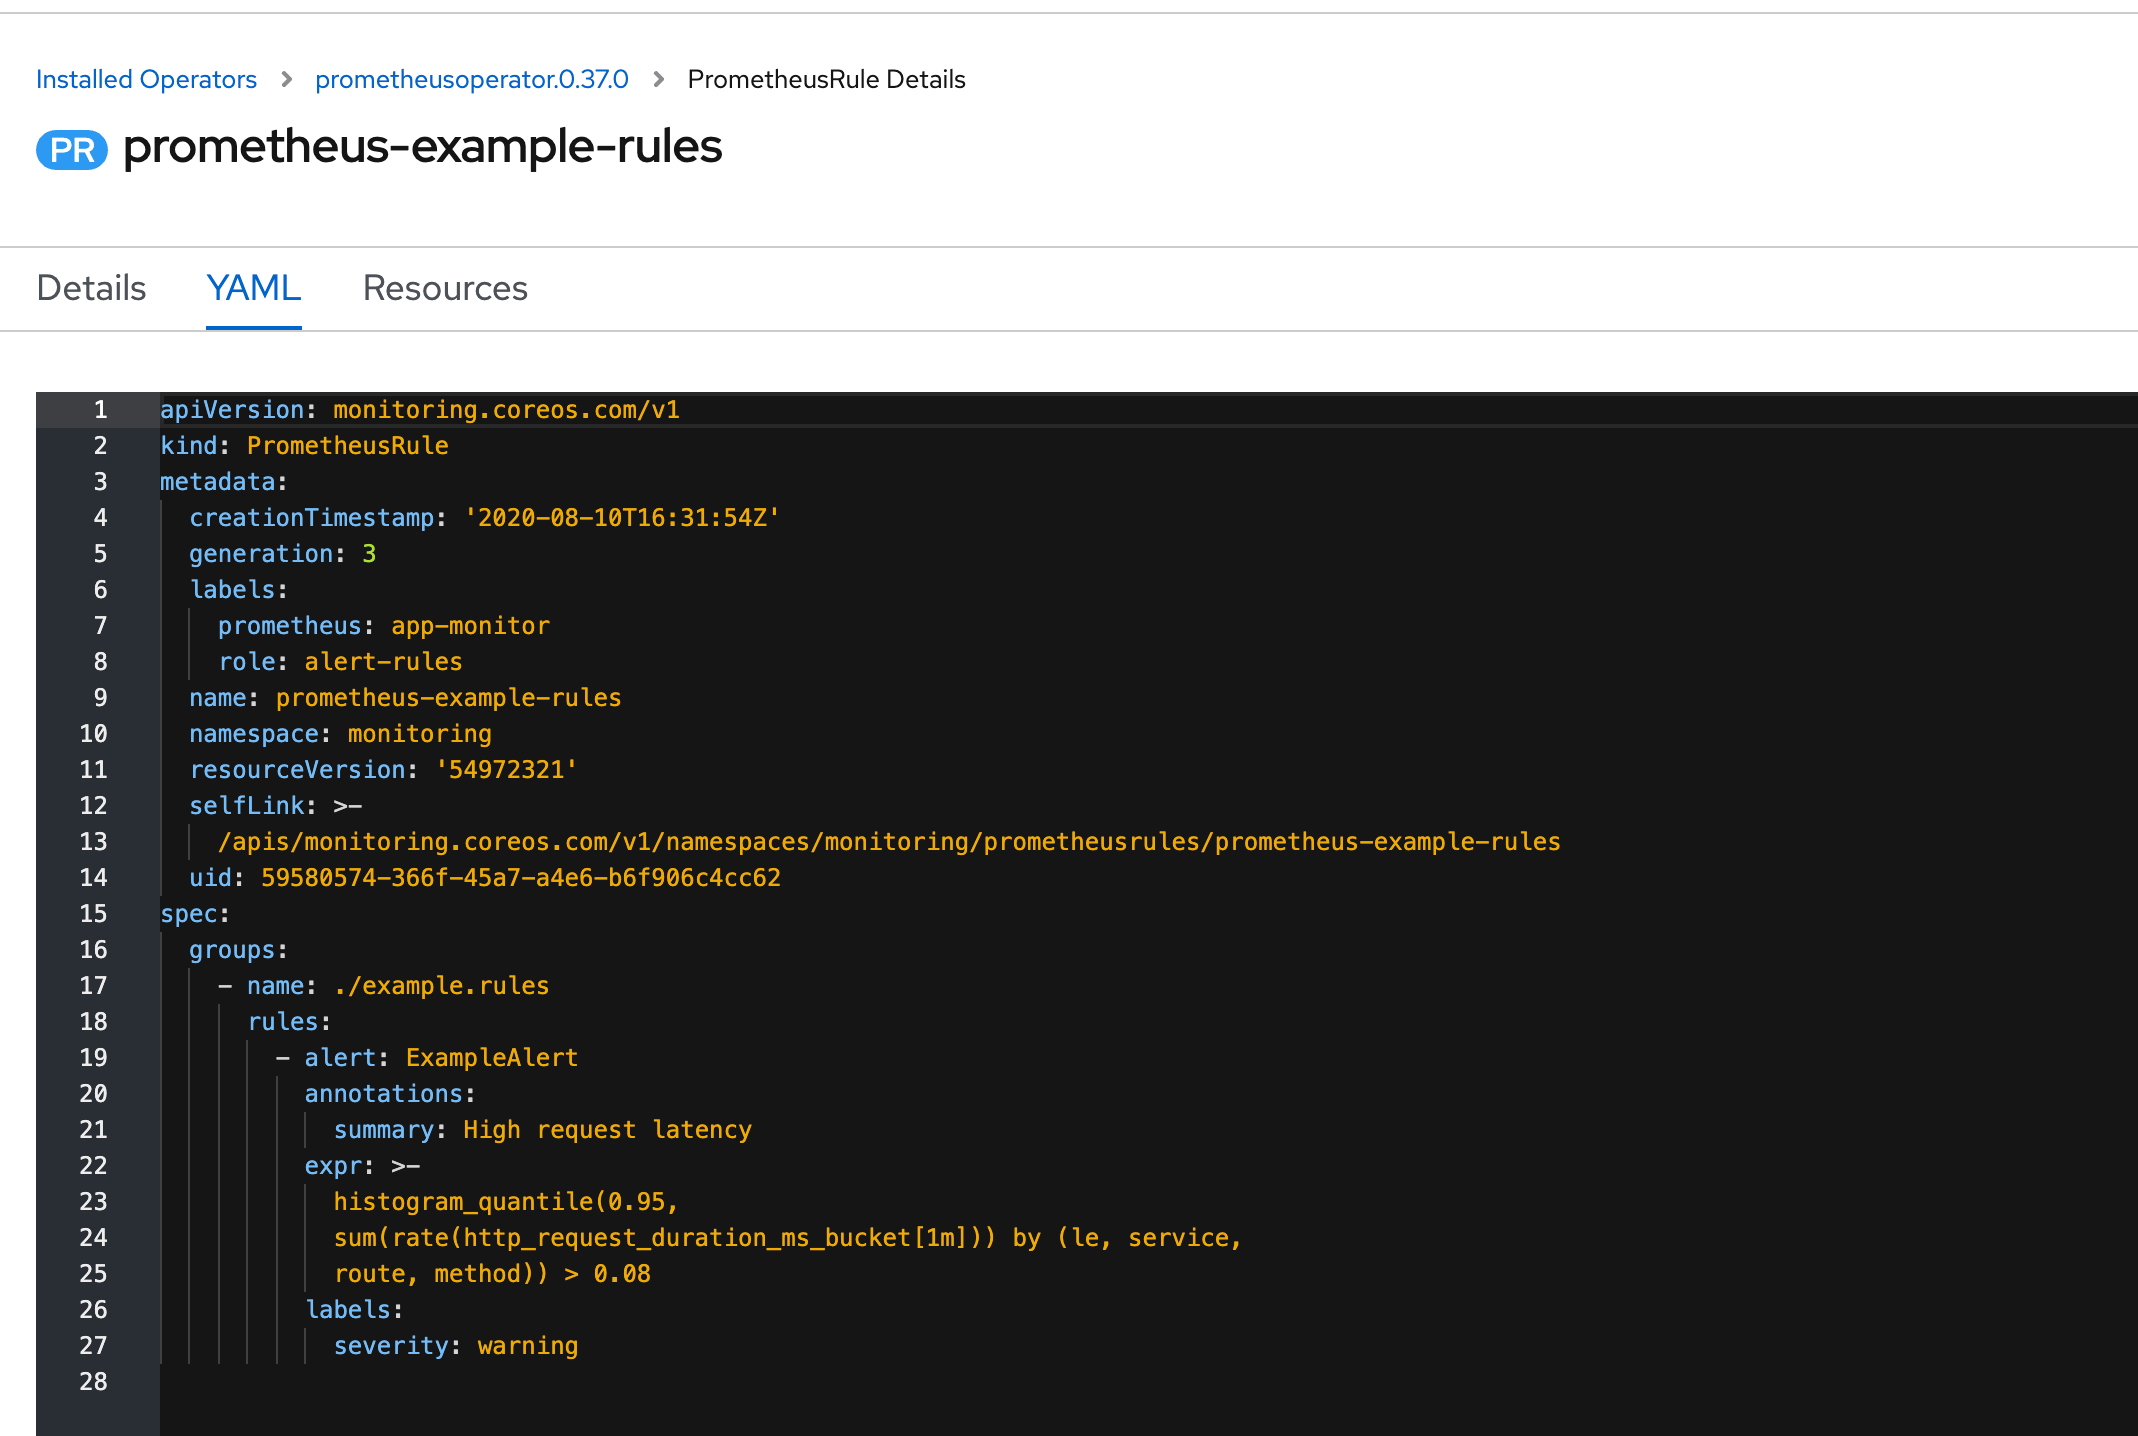 Installed Operators > prometheusoperator.0.37.0 > PrometheusRule Details
PR prometheus-example-rules
Details YAML Resources
1 apiVersion: monitoring.coreos.com/v1
2 kind: PrometheusRule
3 metadata:
4   creationTimestamp: '2020-08-10T16:31:54Z'
5   generation: 3
6   labels:
7     prometheus: app-monitor
8     role: alert-rules
9   name: prometheus-example-rules
10   namespace: monitoring
11   resourceVersion: '54972321'
12   selfLink: >-
13     /apis/monitoring.coreos.com/v1/namespaces/monitoring/prometheusrules/prometheus-example-rules
14   uid: 59580574-366f-45a7-a4e6-b6f906c4cc62
15 spec:
16   groups:
17     - name: ./example.rules
18       rules:
19         - alert: ExampleAlert
20           annotations:
21             summary: High request latency
22           expr: >-
23             histogram_quantile(0.95,
24             sum(rate(http_request_duration_ms_bucket[1m])) by (le, service,
25             route, method)) > 0.08
26           labels:
27             severity: warning
28